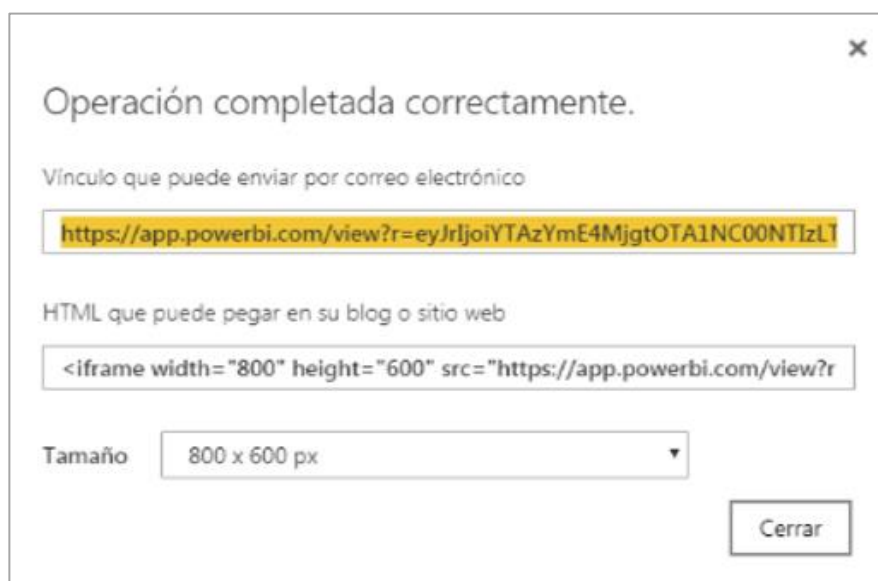 Operación completada correctamente.
Vínculo que puede enviar por correo electrónico
https://app.powerbi.com/view?r=eyJrIjoiYTAzYmE4MjgtOTA1NC00NTIzLT
HTML que puede pegar en su blog o sitio web
<iframe width="800" height="600" src="https://app.powerbi.com/view?r
Tamaño 800 x 600 px
Cerrar